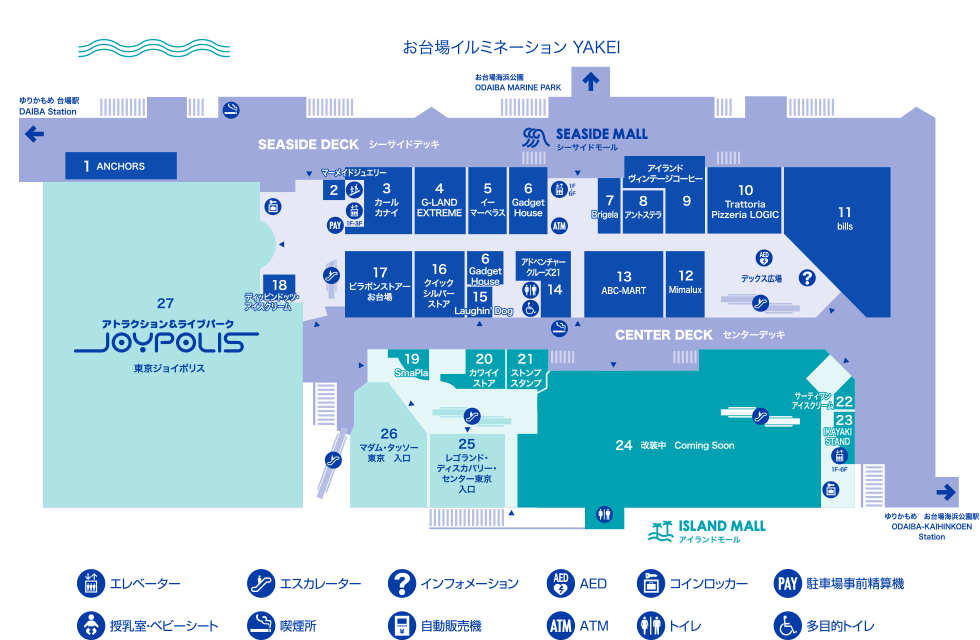 お台場イルミネーション YAKEI
お台場海浜公園
ODAIBA MARINE PARK
ゆりかもめ 台場駅
DAIBA Station
SEASIDE DECK シーサイドデッキ
SEASIDE MALL
シーサイドモール
1 ANCHORS
マーメイドジュエリー
2
1F-3F
PAY
3
カール
カナイ
4
G-LAND
EXTREME
5
イー
マーベラス
6
Gadget
House
1F
6F
ATM
7
Brigela
アイランド
ヴィンテージコーヒー
8
アントステラ
9
10
Trattoria
Pizzeria LOGIC
11
bills
18
ディッピンドッツ・
アイスクリーム
17
ビラボンストアー
お台場
16
クイック
シルバー
ストア
6
Gadget
House
15
Laughin' Dog
アドベンチャー
クルーズ21
14
13
ABC-MART
12
Mimalux
AED
デックス広場
?
27
アトラクション&ライブパーク
JOYPOLIS
東京ジョイポリス
CENTER DECK センターデッキ
19
SmaPla
20
カワイイ
ストア
21
ストンプ
スタンプ
サーティワン
アイスクリーム
22
23
IKAYAKI
STAND
1F-6F
24 改装中 Coming Soon
26
マダム・タッソー
東京 入口
25
レゴランド・
ディスカバリー・
センター東京
入口
ISLAND MALL
アイランドモール
ゆりかもめ お台場海浜公園駅
ODAIBA-KAIHINKOEN
Station
エレベーター
エスカレーター
? インフォメーション
AED AED
コインロッカー
PAY 駐車場事前精算機
授乳室・ベビーシート
喫煙所
自動販売機
ATM ATM
トイレ
多目的トイレ